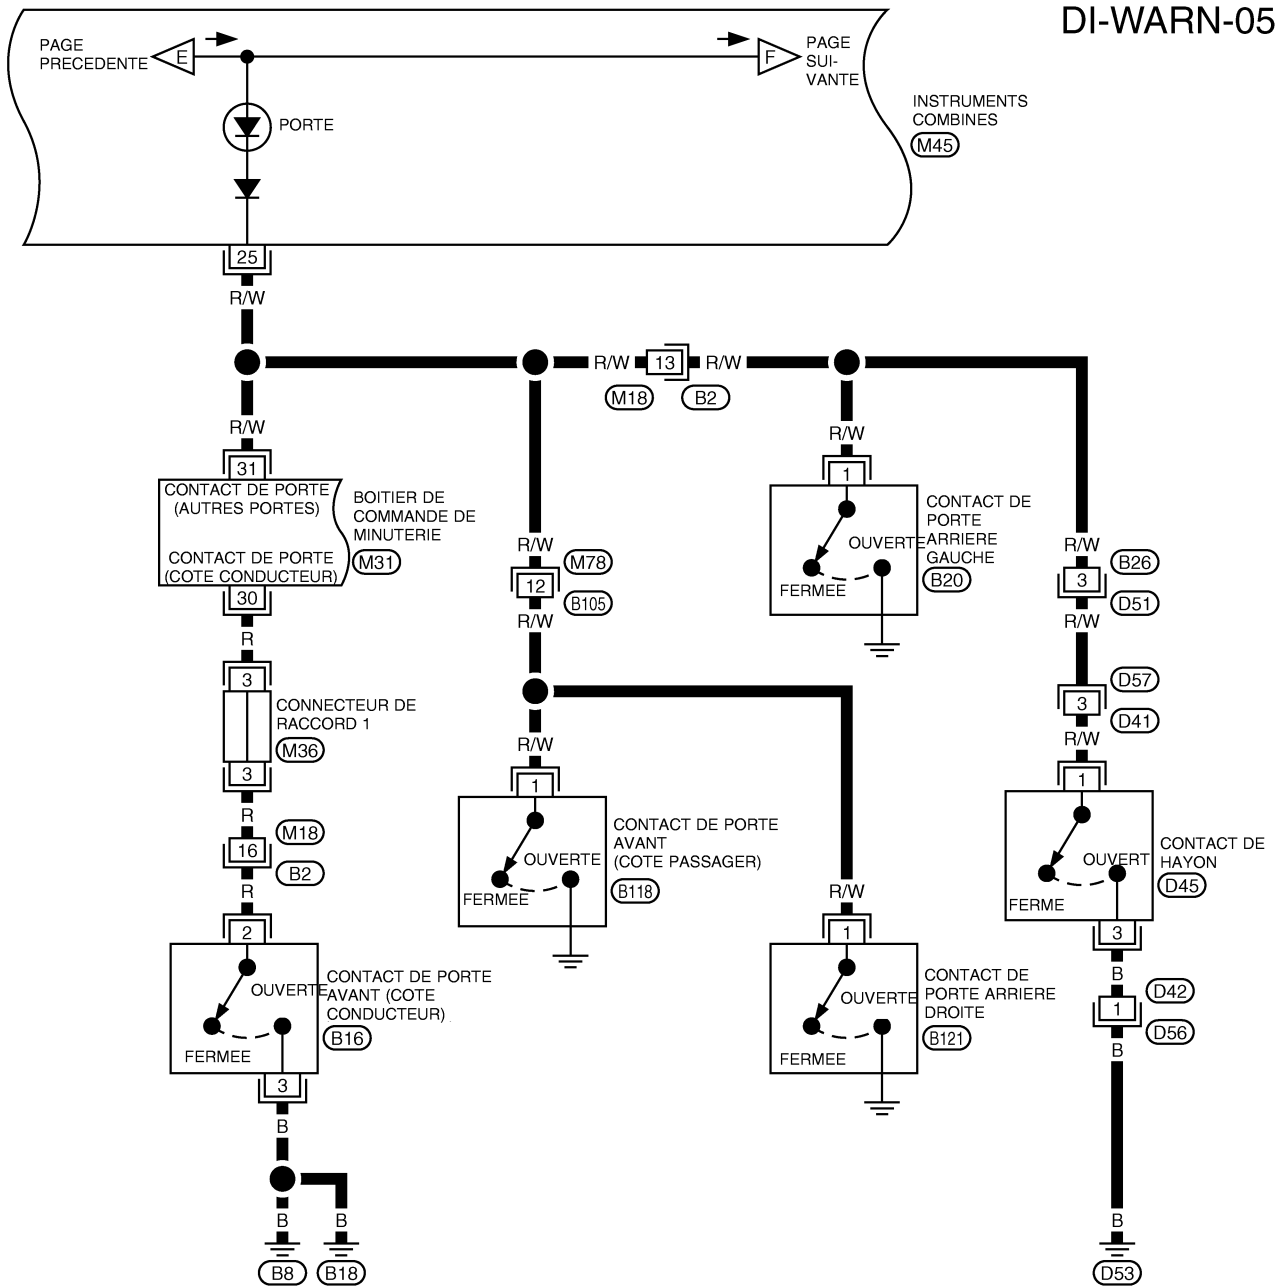 DI-WARN-05
PAGE
PRECEDENTE
E
F
PAGE
SUI-
VANTE
PORTE
INSTRUMENTS
COMBINES
M45
25
R/W
R/W
13
R/W
M18
B2
R/W
31
CONTACT DE PORTE
(AUTRES PORTES)
CONTACT DE PORTE
(COTE CONDUCTEUR)
30
BOITIER DE
COMMANDE DE
MINUTERIE
M31
R/W
1
OUVERTE
FERMEE
CONTACT DE
PORTE
ARRIERE
GAUCHE
B20
R/W
M78
12
B105
R/W
R/W
B26
3
D51
R/W
D57
3
D41
R/W
R
3
CONNECTEUR DE
RACCORD 1
M36
3
R
M18
16
B2
R
R/W
1
OUVERTE
FERMEE
CONTACT DE PORTE
AVANT
(COTE PASSAGER)
B118
1
OUVERT
FERME
CONTACT DE
HAYON
D45
3
B
D42
1
D56
B
R/W
1
OUVERTE
FERMEE
CONTACT DE
PORTE ARRIERE
DROITE
B121
2
OUVERTE
FERMEE
CONTACT DE PORTE
AVANT (COTE
CONDUCTEUR)
B16
3
B
B
B
B
B8
B18
D53